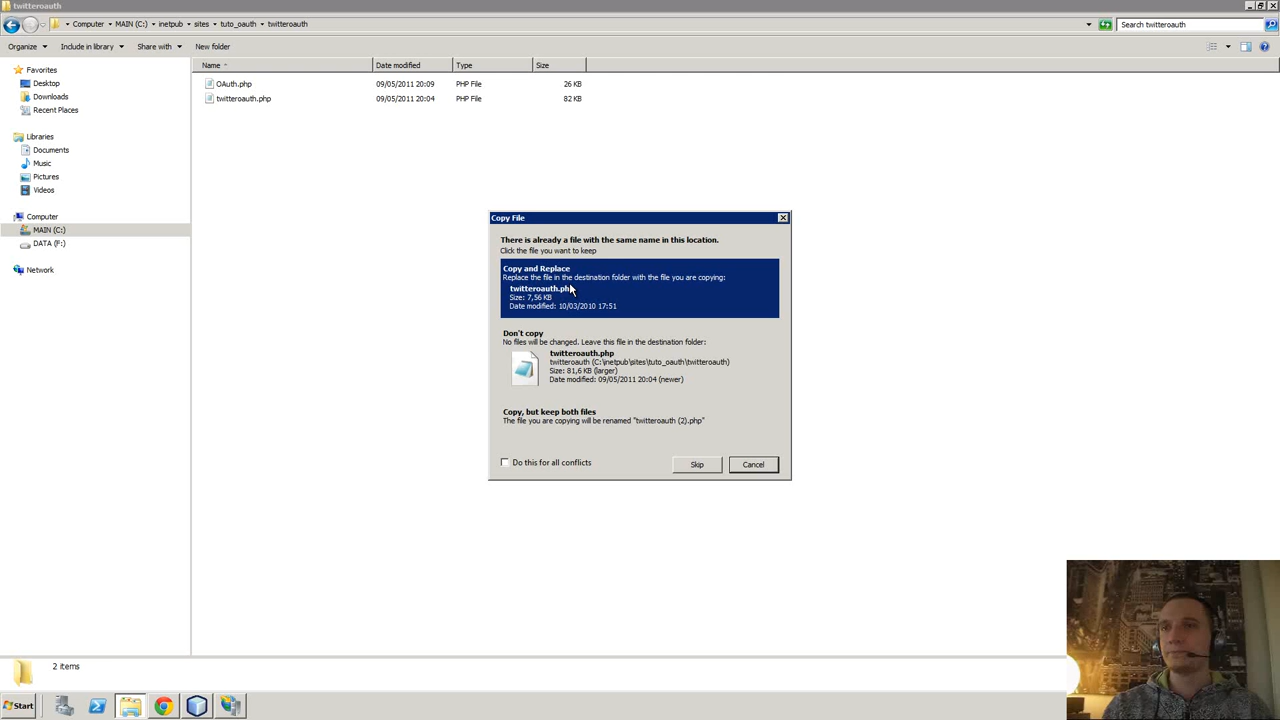 twitteroauth
Computer MAIN (C:) inetpub sites tuto_oauth twitteroauth
Search twitteroauth
Organize Include in library Share with New folder
Name Date modified Type Size
Favorites
Desktop
Downloads
Recent Places
Libraries
Documents
Music
Pictures
Videos
Computer
MAIN (C:)
DATA (F:)
Network
OAuth.php 09/05/2011 20:09 PHP File 26 KB
twitteroauth.php 09/05/2011 20:04 PHP File 82 KB
Copy File
There is already a file with the same name in this location.
Click the file you want to keep
Copy and Replace
Replace the file in the destination folder with the file you are copying:
twitteroauth.php
Size: 7,56 KB
Date modified: 10/03/2010 17:51
Don't copy
No files will be changed. Leave this file in the destination folder:
twitteroauth.php
twitteroauth (C:\inetpub\sites\tuto_oauth\twitteroauth)
Size: 81,6 KB (larger)
Date modified: 09/05/2011 20:04 (newer)
Copy, but keep both files
The file you are copying will be renamed "twitteroauth (2).php"
Do this for all conflicts
Skip
Cancel
2 items
Start